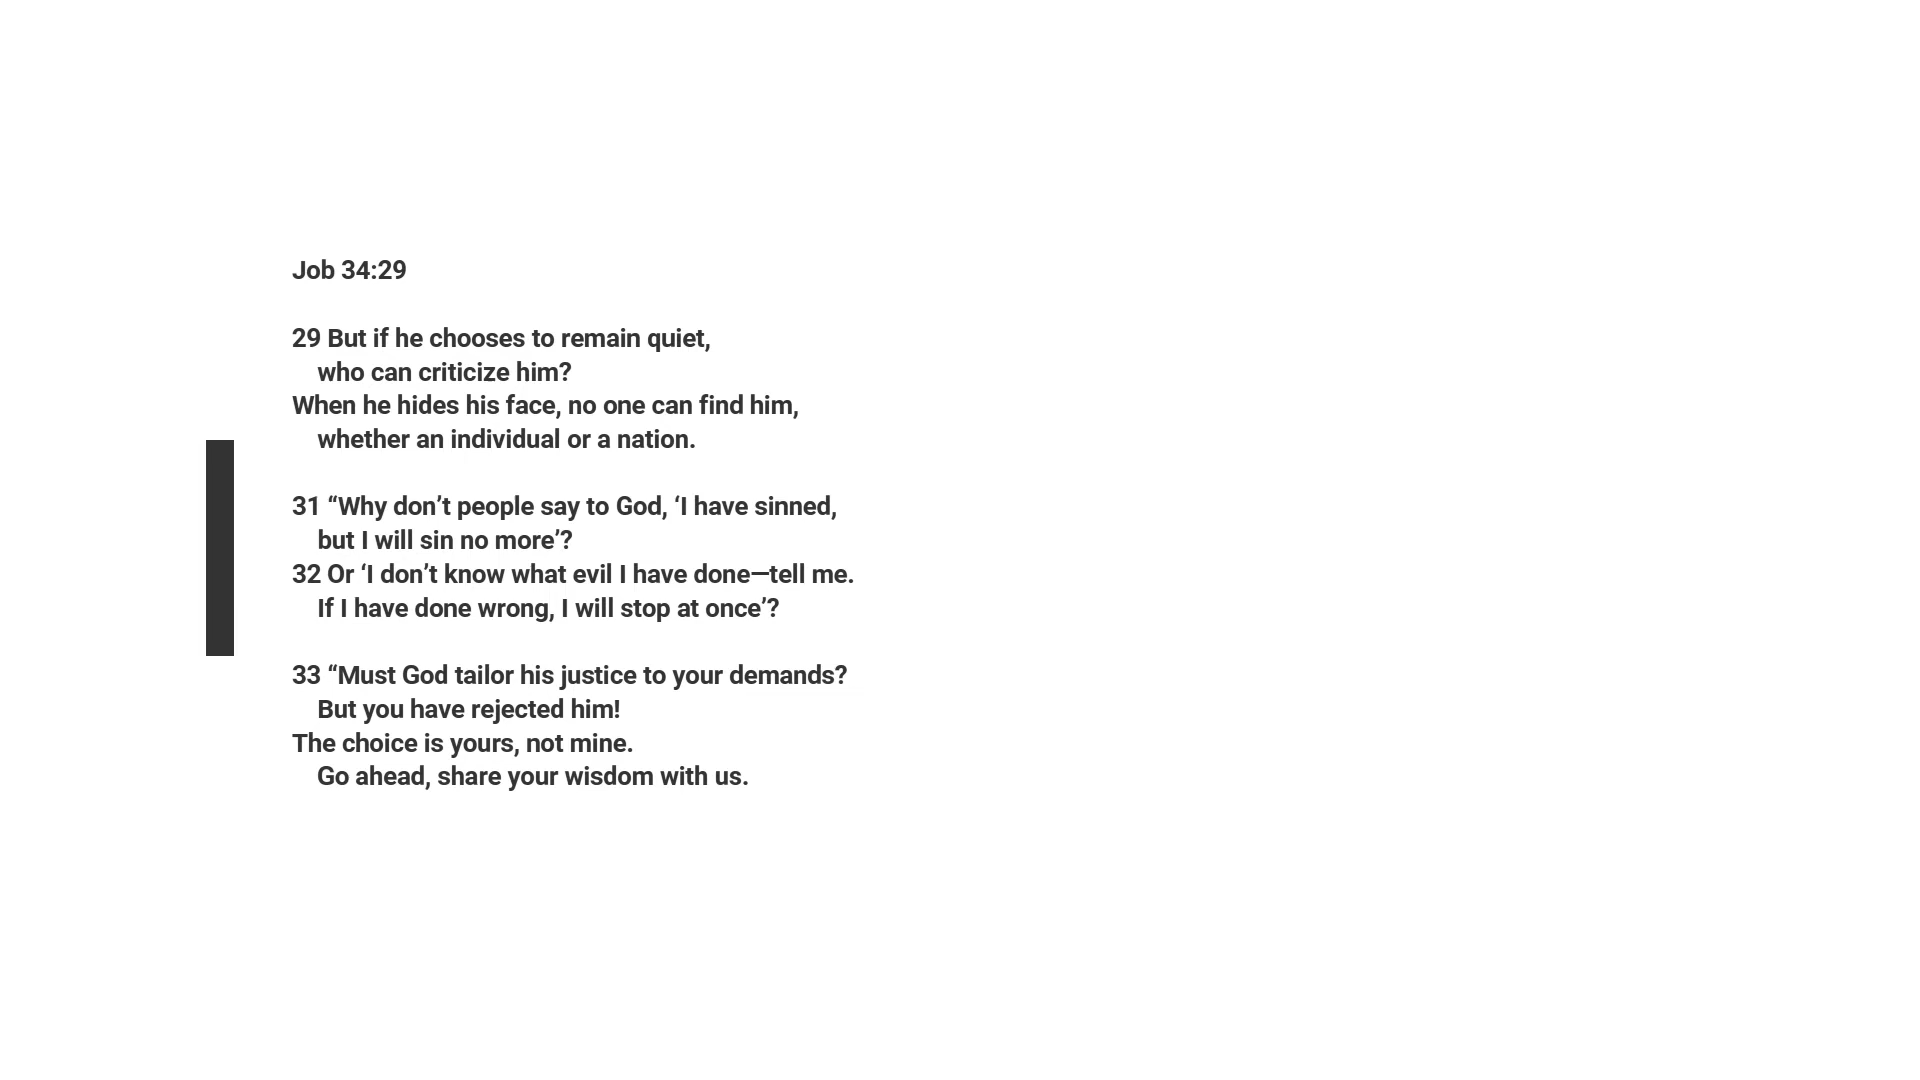 Job 34:29
29 But if he chooses to remain quiet,
who can criticize him?
When he hides his face, no one can find him,
whether an individual or a nation.
31 “Why don’t people say to God, ‘I have sinned,
but I will sin no more’?
32 Or ‘I don’t know what evil I have done—tell me.
If I have done wrong, I will stop at once’?
33 “Must God tailor his justice to your demands?
But you have rejected him!
The choice is yours, not mine.
Go ahead, share your wisdom with us.